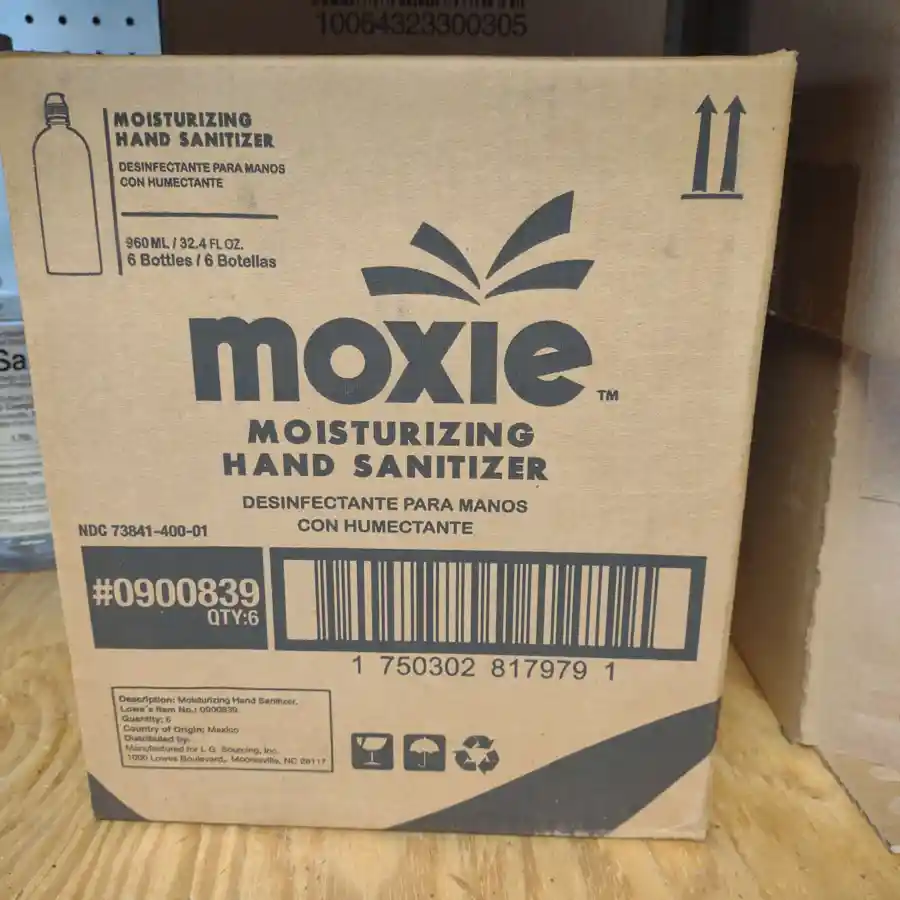 10064323300305
MOISTURIZING
HAND SANITIZER
DESINFECTANTE PARA MANOS
CON HUMECTANTE
960 ML / 32.4 FL OZ.
6 Bottles / 6 Botellas
moxie TM
MOISTURIZING
HAND SANITIZER
DESINFECTANTE PARA MANOS
CON HUMECTANTE
NDC 73841-400-01
#0900839
QTY:6
1 750302 817979 1
Description: Moisturizing Hand Sanitizer.
Lowe's Item No.: 0900839
Quantity: 6
Country of Origin: Mexico
Distributed by:
Manufactured for L G Sourcing, Inc.
1000 Lowes Boulevard, Mooresville, NC 28117
Sa